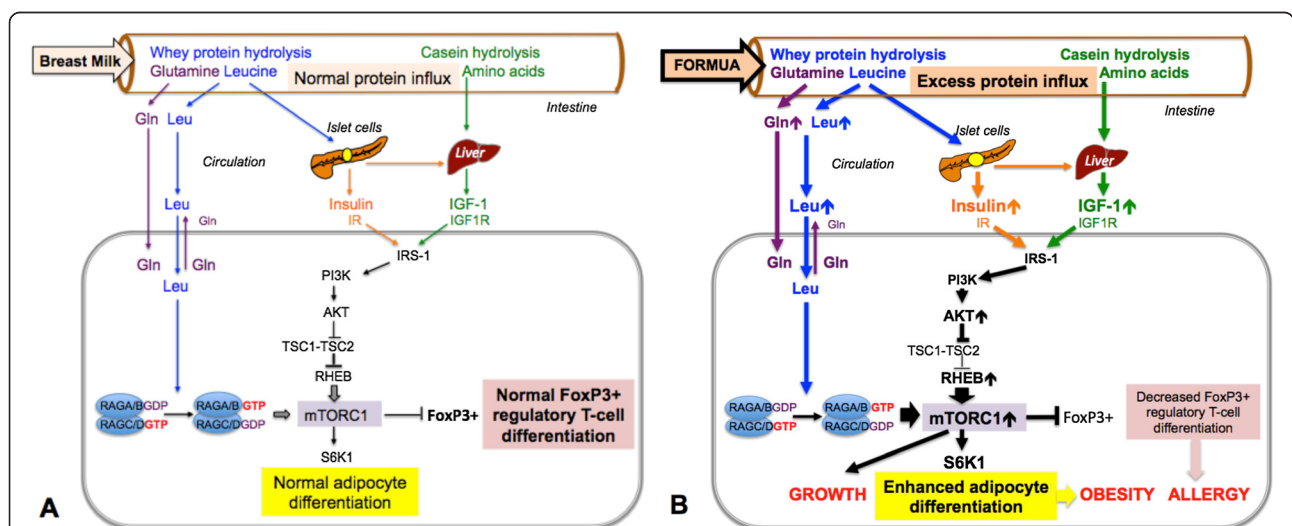 Breast Milk
Whey protein hydrolysis
Glutamine Leucine
Normal protein influx
Casein hydrolysis
Amino acids
Intestine
Gln
Leu
Islet cells
Liver
Circulation
Leu
Gln
Insulin
IR
IGF-1
IGF1R
Gln
Gln
Leu
IRS-1
PI3K
AKT
TSC1-TSC2
RHEB
RAGA/BGDP
RAGC/DGTP
RAGA/BGTP
RAGC/DGDP
mTORC1
FoxP3+
Normal FoxP3+
regulatory T-cell
differentiation
S6K1
Normal adipocyte
differentiation
A
FORMUA
Whey protein hydrolysis
Glutamine Leucine
Excess protein influx
Casein hydrolysis
Amino acids
Intestine
Gln
Leu
Islet cells
Liver
Circulation
Leu
Gln
Insulin
IR
IGF-1
IGF1R
Gln
Gln
Leu
IRS-1
PI3K
AKT
TSC1-TSC2
RHEB
RAGA/BGDP
RAGC/DGTP
RAGA/B GTP
RAGC/DGDP
mTORC1
FoxP3+
Decreased FoxP3+
regulatory T-cell
differentiation
S6K1
GROWTH
Enhanced adipocyte
differentiation
OBESITY
ALLERGY
B